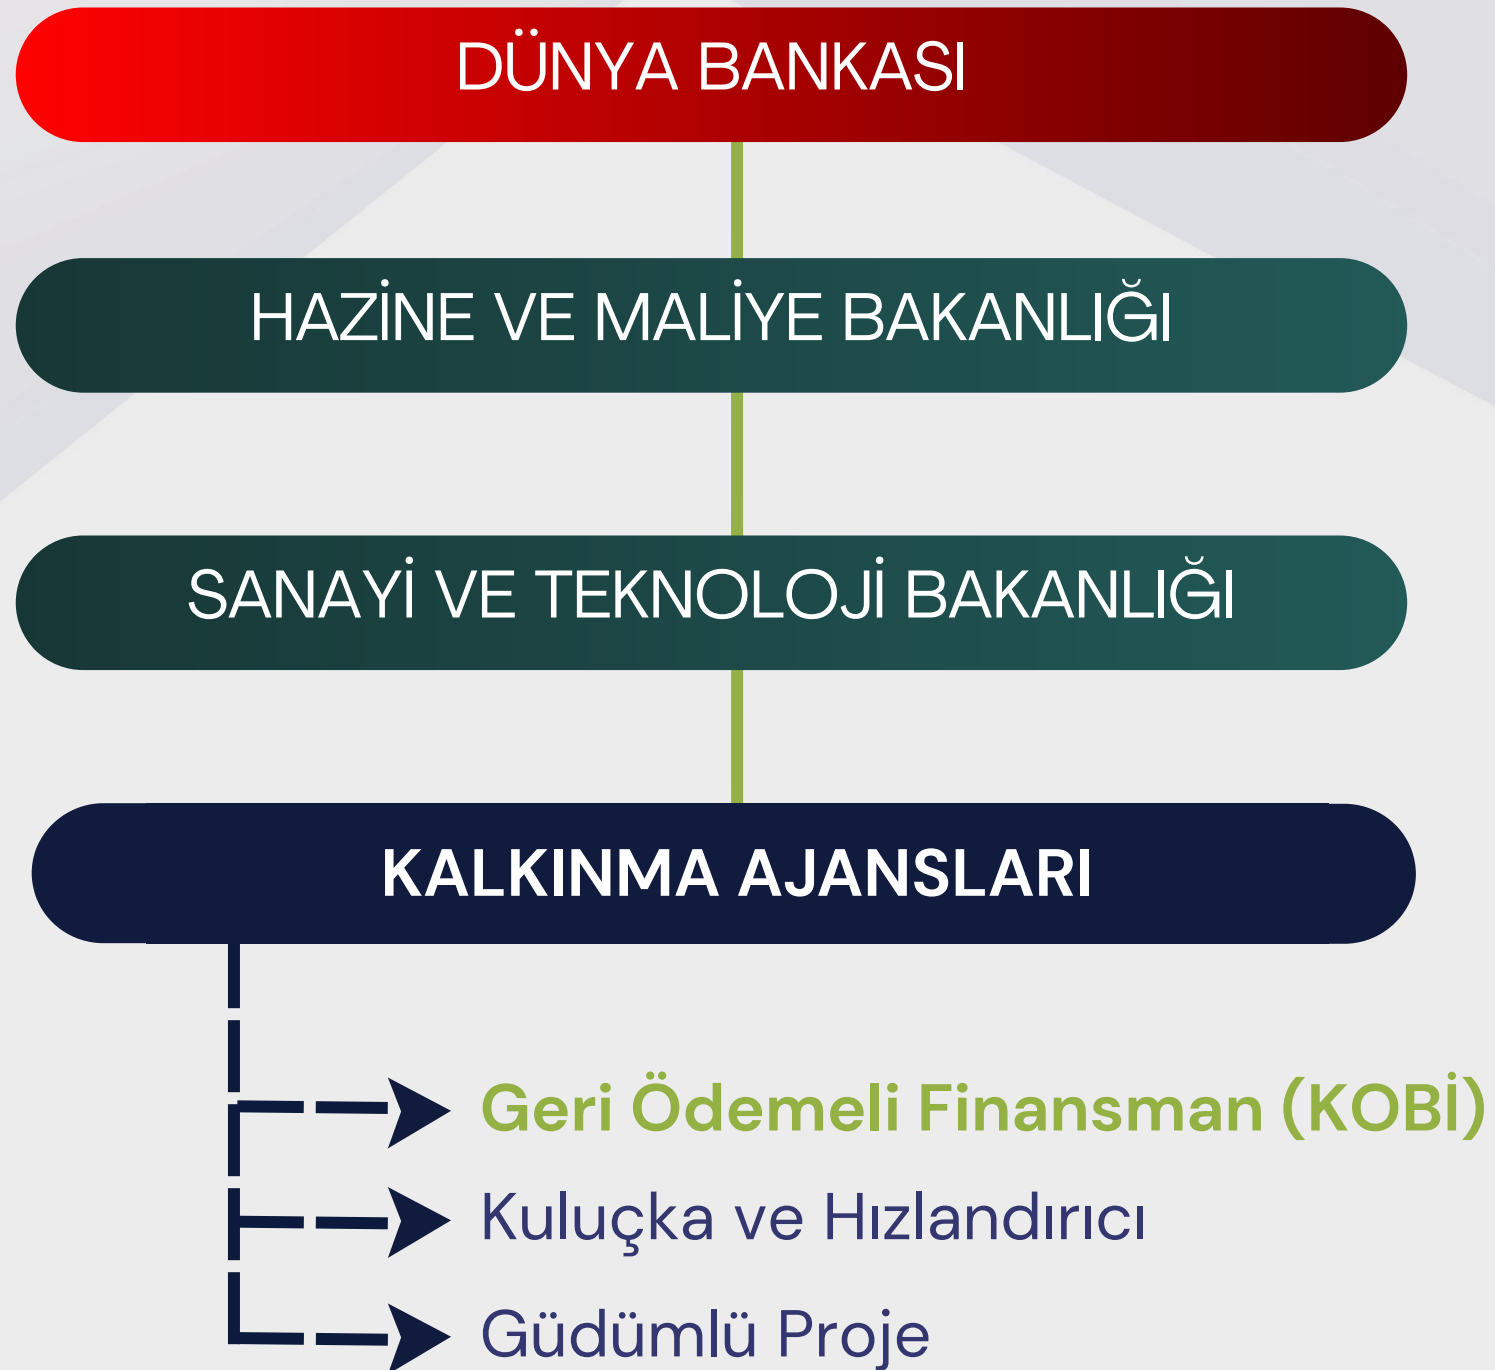 DÜNYA BANKASI
HAZİNE VE MALİYE BAKANLIĞI
SANAYİ VE TEKNOLOJİ BAKANLIĞI
KALKINMA AJANSLARI
Geri Ödemeli Finansman (KOBİ)
Kuluçka ve Hızlandırıcı
Güdümlü Proje